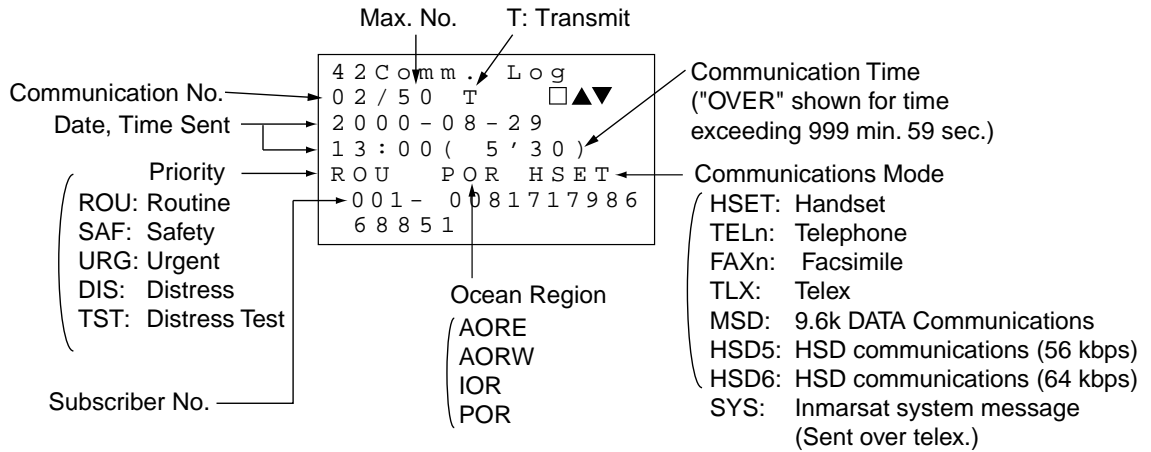 Max. No.
T: Transmit
42Comm. Log
02/50 T □▲▼
2000-08-29
13:00( 5'30)
ROU POR HSET
001- 0081717986
68851
Communication No.
Date, Time Sent
Priority
ROU: Routine
SAF: Safety
URG: Urgent
DIS: Distress
TST: Distress Test
Subscriber No.
Ocean Region
AORE
AORW
IOR
POR
Communication Time
("OVER" shown for time
exceeding 999 min. 59 sec.)
Communications Mode
HSET: Handset
TELn: Telephone
FAXn: Facsimile
TLX: Telex
MSD: 9.6k DATA Communications
HSD5: HSD communications (56 kbps)
HSD6: HSD communications (64 kbps)
SYS: Inmarsat system message
(Sent over telex.)